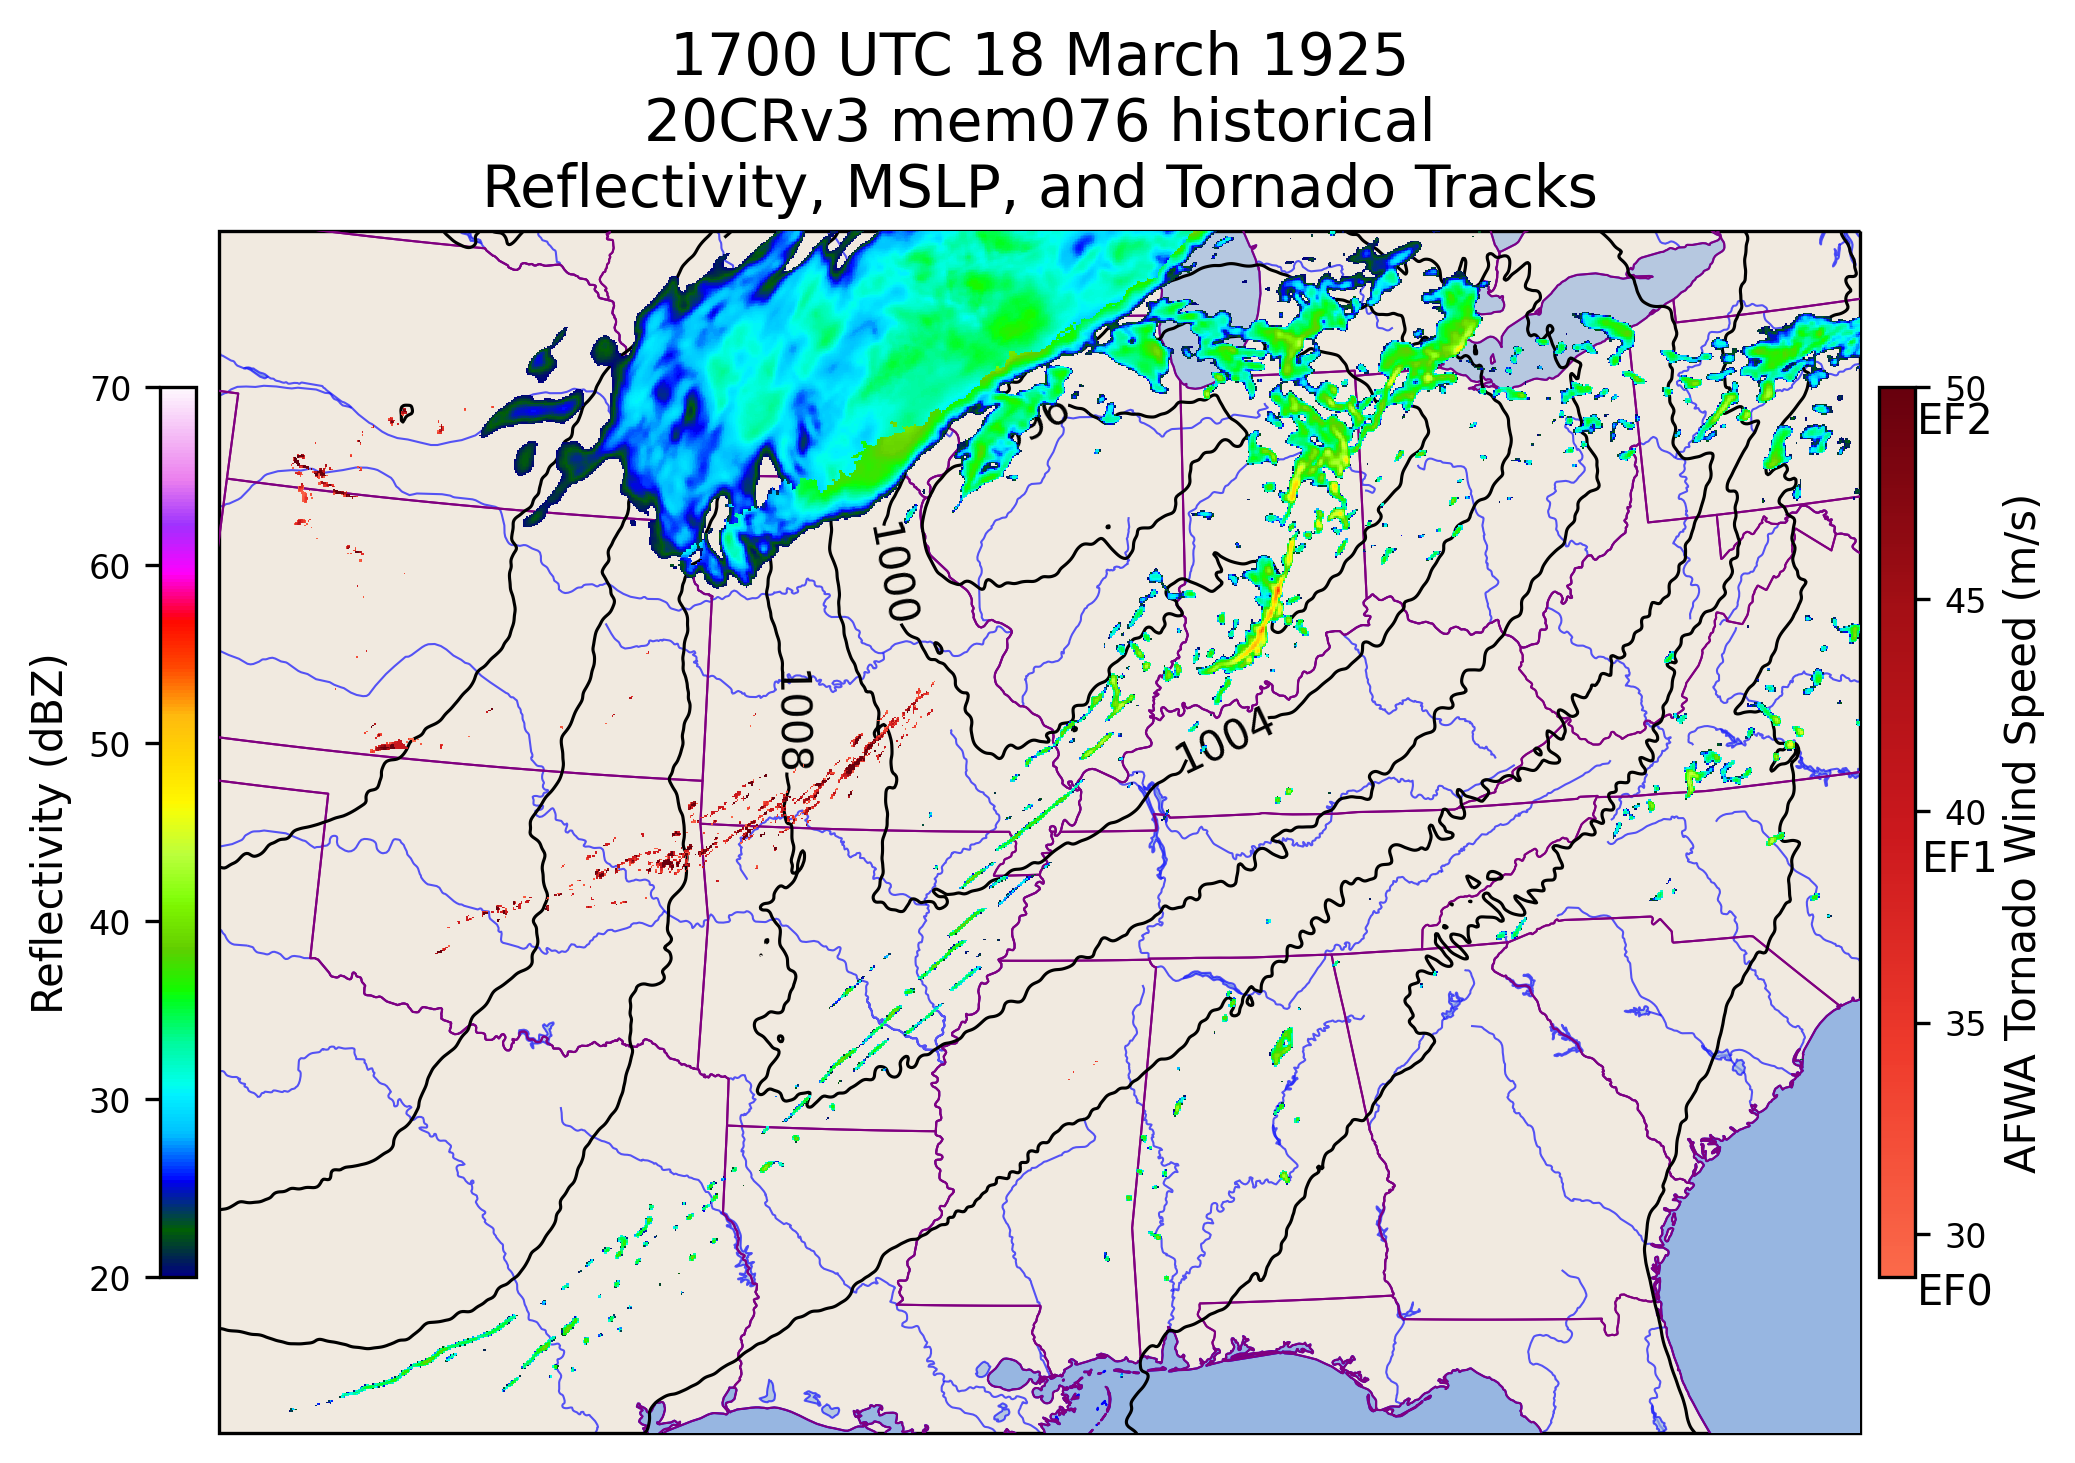 1700 UTC 18 March 1925
20CRv3 mem076 historical
Reflectivity, MSLP, and Tornado Tracks
70
60
50
40
30
20
Reflectivity (dBZ)
996
1000
1008
1004
50
EF2
45
40
EF1
35
30
EF0
AFWA Tornado Wind Speed (m/s)